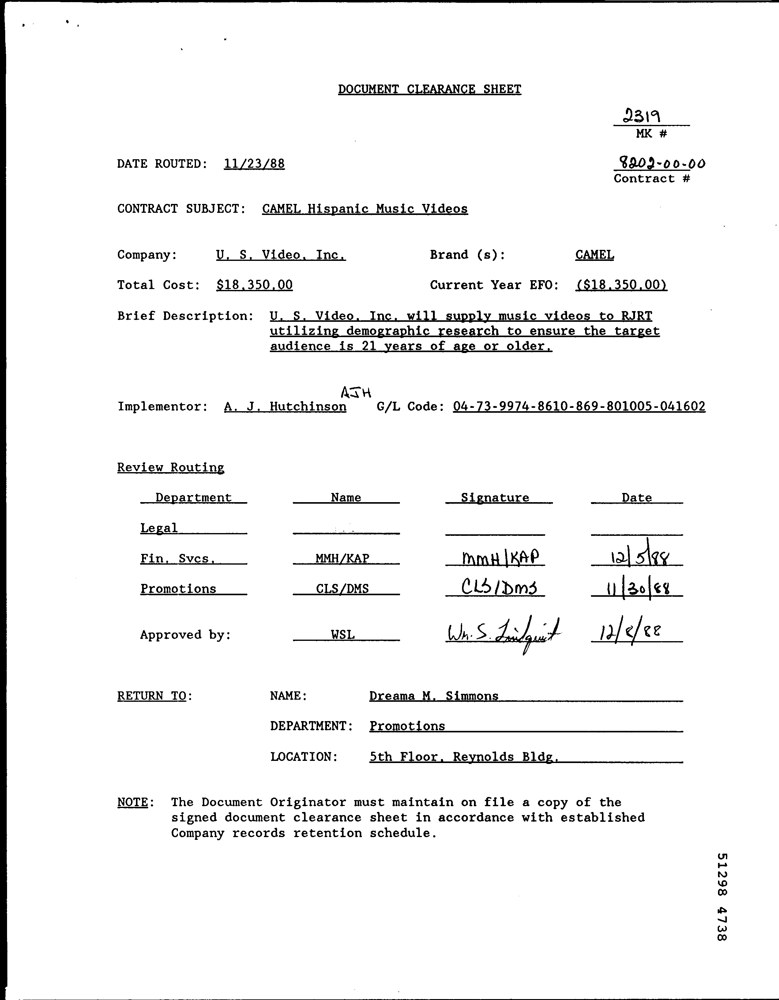 DOCUMENT CLEARANCE SHEET
2319
MK #
DATE ROUTED: 11/23/88
8202-00-00
Contract #
CONTRACT SUBJECT: CAMEL Hispanic Music Videos
Company: U. S. Video, Inc. Brand (s): CAMEL
Total Cost: $18,350.00 Current Year EFO: ($18,350.00)
Brief Description: U. S. Video, Inc. will supply music videos to RJRT
utilizing demographic research to ensure the target
audience is 21 years of age or older.
AJH
Implementor: A. J. Hutchinson G/L Code: 04-73-9974-8610-869-801005-041602
Review Routing
Department Name Signature Date
Legal
Fin. Svcs. MMH/KAP MMH/KAP 12/5/88
Promotions CLS/DMS CLS/DMS 11/30/88
Approved by: WSL Wm. S. Lindquist 12/8/88
RETURN TO: NAME: Dreama M. Simmons
DEPARTMENT: Promotions
LOCATION: 5th Floor, Reynolds Bldg.
NOTE: The Document Originator must maintain on file a copy of the
signed document clearance sheet in accordance with established
Company records retention schedule.
51298 4738